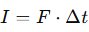 I = F · Δt